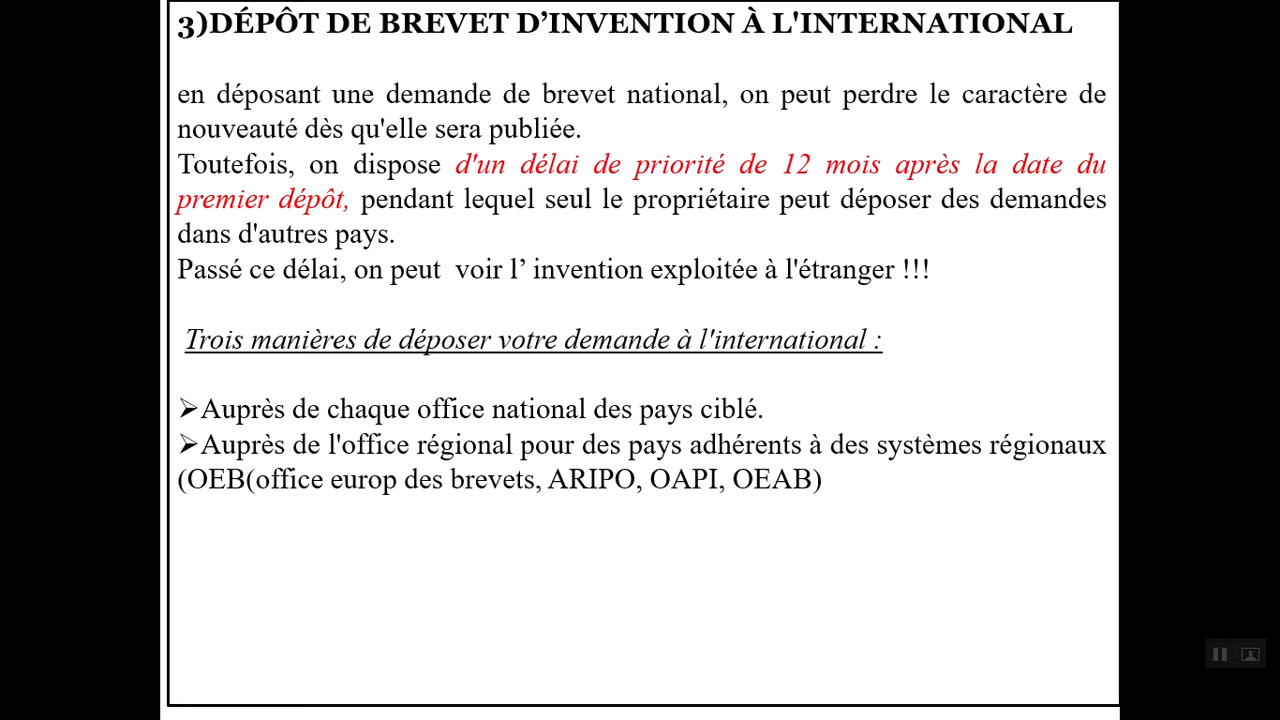 3)DÉPÔT DE BREVET D’INVENTION À L'INTERNATIONAL
en déposant une demande de brevet national, on peut perdre le caractère de
nouveauté dès qu'elle sera publiée.
Toutefois, on dispose d'un délai de priorité de 12 mois après la date du
premier dépôt, pendant lequel seul le propriétaire peut déposer des demandes
dans d'autres pays.
Passé ce délai, on peut  voir l’ invention exploitée à l'étranger !!!
Trois manières de déposer votre demande à l'international :
➢Auprès de chaque office national des pays ciblé.
➢Auprès de l'office régional pour des pays adhérents à des systèmes régionaux
(OEB(office europ des brevets, ARIPO, OAPI, OEAB)